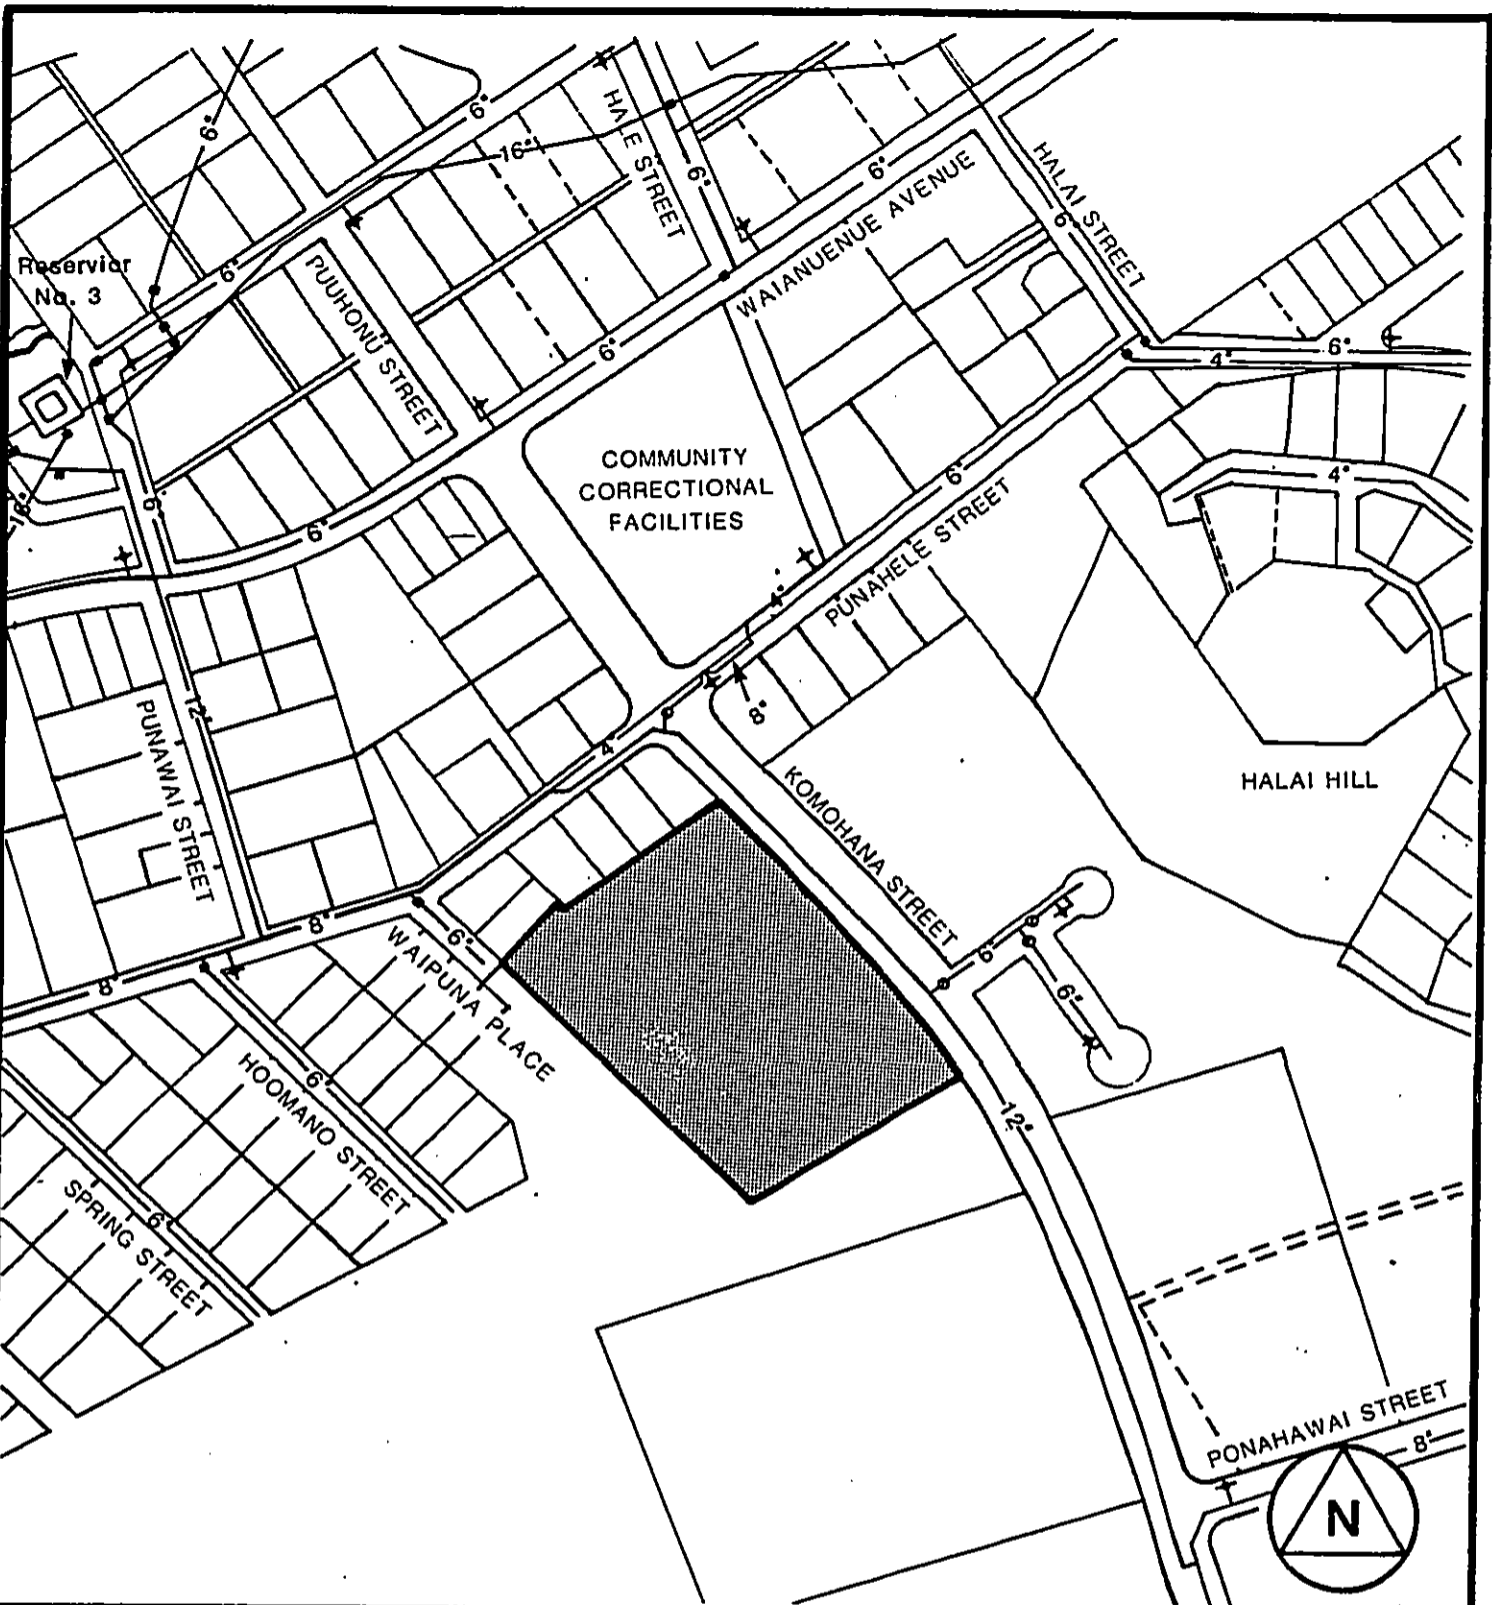 6"
6"
16"
HALE STREET
6"
6"
WAIANUENUE AVENUE
HALAI STREET
6"
Reservior
No. 3
6"
PUUHONU STREET
6"
6"
4"
COMMUNITY
CORRECTIONAL
FACILITIES
6"
PUNAHELE STREET
4"
16"
6"
6"
4"
8"
12"
PUNAWAI STREET
4"
KOMOHANA STREET
HALAI HILL
8"
6"
WAIPUNA PLACE
6"
6"
8"
HOOMANO STREET
6"
12"
SPRING STREET
6"
PONAHAWAI STREET
8"
N